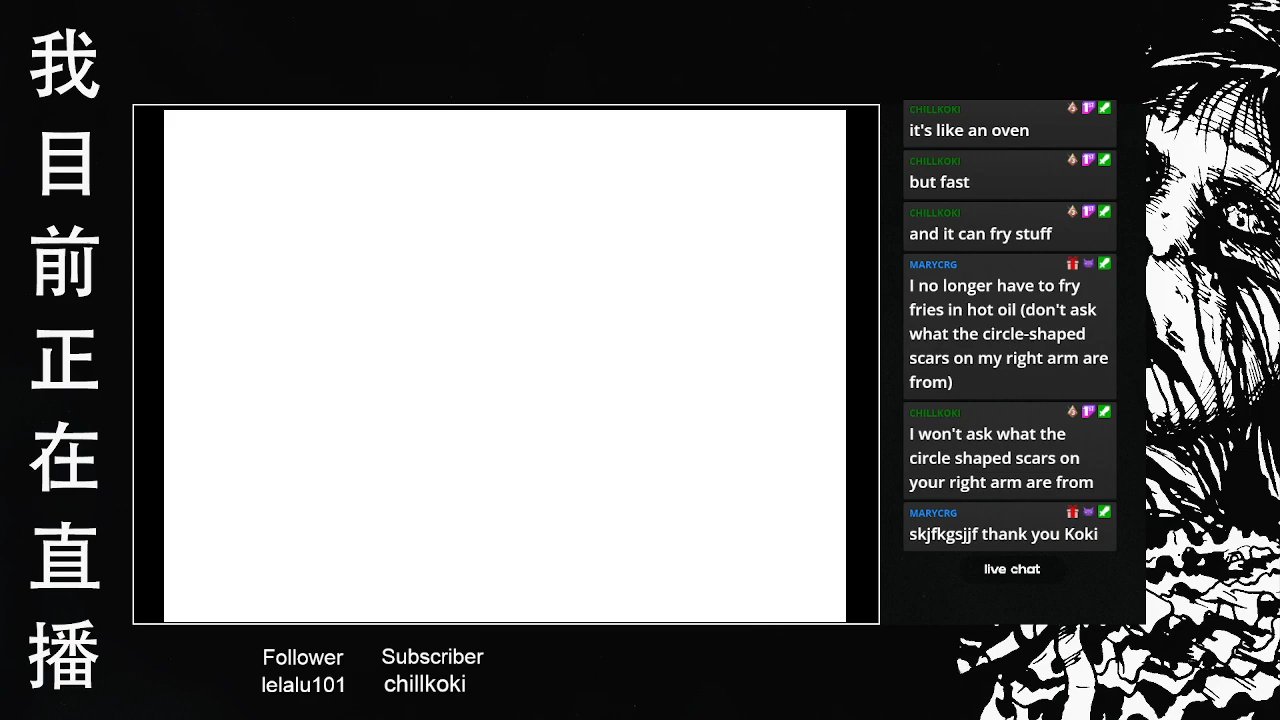 我
目
前
正
在
直
播
CHILLKOKI
it's like an oven
CHILLKOKI
but fast
CHILLKOKI
and it can fry stuff
MARYCRG
I no longer have to fry
fries in hot oil (don't ask
what the circle-shaped
scars on my right arm are
from)
CHILLKOKI
I won't ask what the
circle shaped scars on
your right arm are from
MARYCRG
skjfkgsjjf thank you Koki
live chat
Follower Subscriber
lelalu101 chillkoki